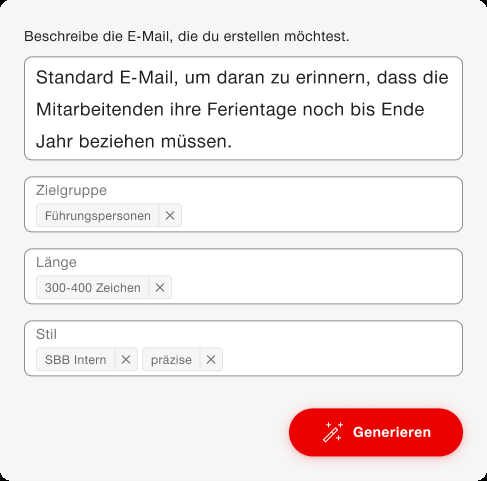 Beschreibe die E-Mail, die du erstellen möchtest.
Standard E-Mail, um daran zu erinnern, dass die
Mitarbeitenden ihre Ferientage noch bis Ende
Jahr beziehen müssen.
Zielgruppe
Führungspersonen
Länge
300-400 Zeichen
Stil
SBB Intern präzise
Generieren